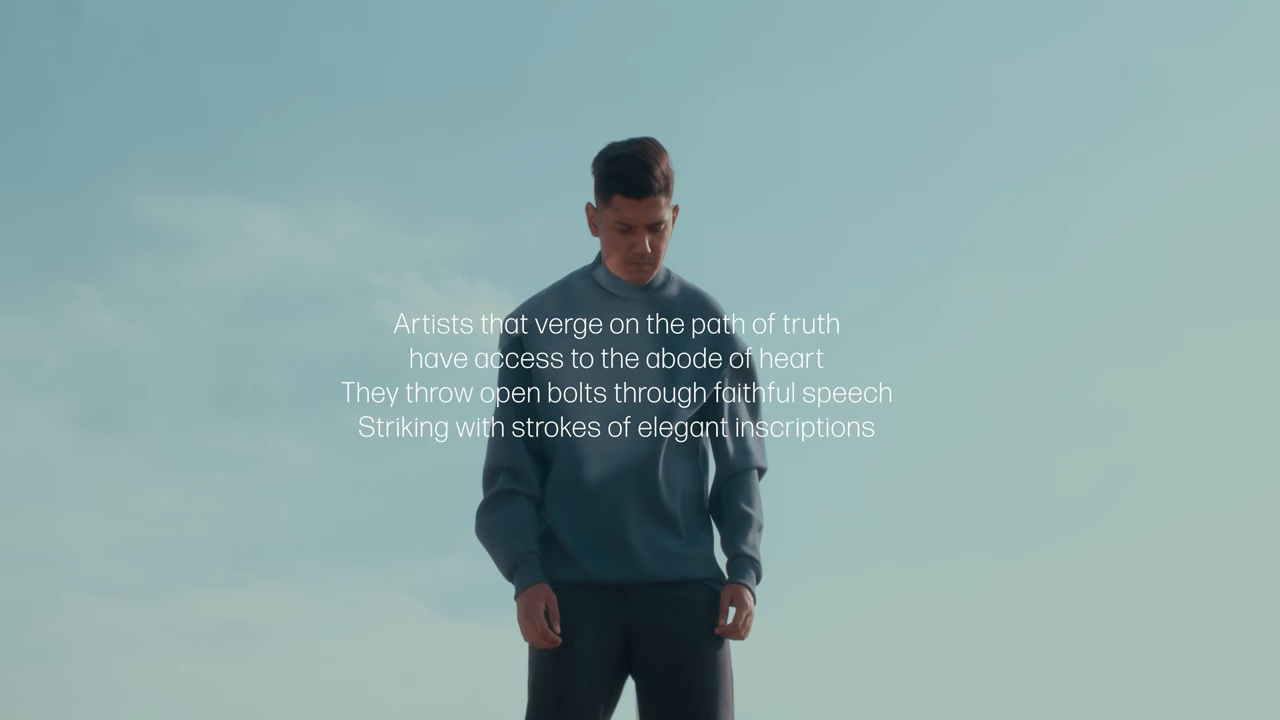 Artists that verge on the path of truth
have access to the abode of heart
They throw open bolts through faithful speech
Striking with strokes of elegant inscriptions